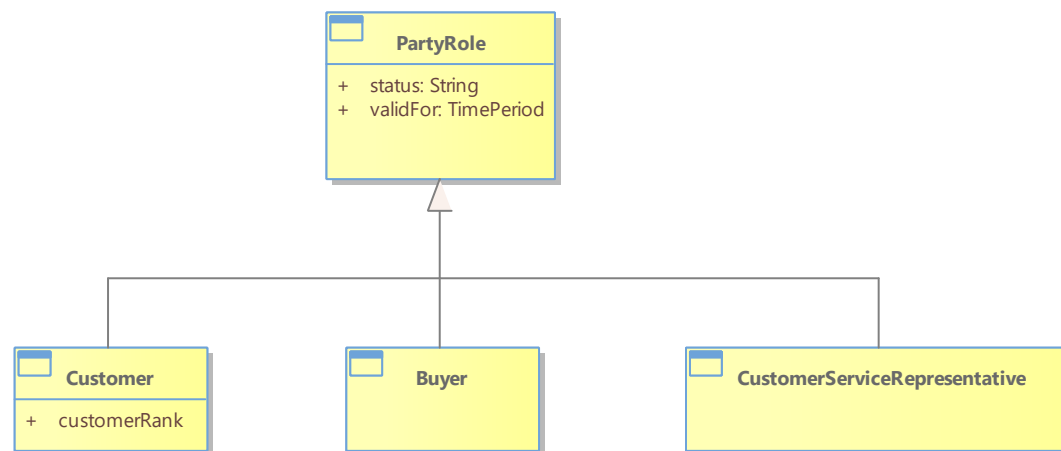 PartyRole
+ status: String
+ validFor: TimePeriod
Customer
+ customerRank
Buyer
CustomerServiceRepresentative